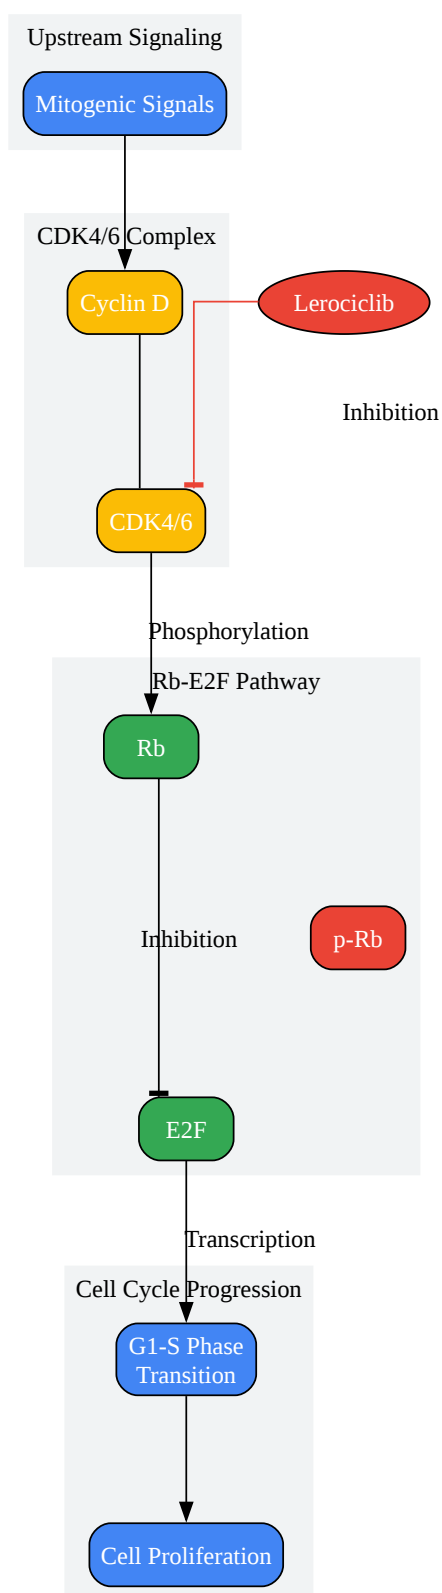 Upstream Signaling
Mitogenic Signals
CDK4/6 Complex
Cyclin D
Lerociclib
Inhibition
CDK4/6
Phosphorylation
Rb-E2F Pathway
Rb
Inhibition
p-Rb
E2F
Transcription
Cell Cycle Progression
G1-S Phase
Transition
Cell Proliferation